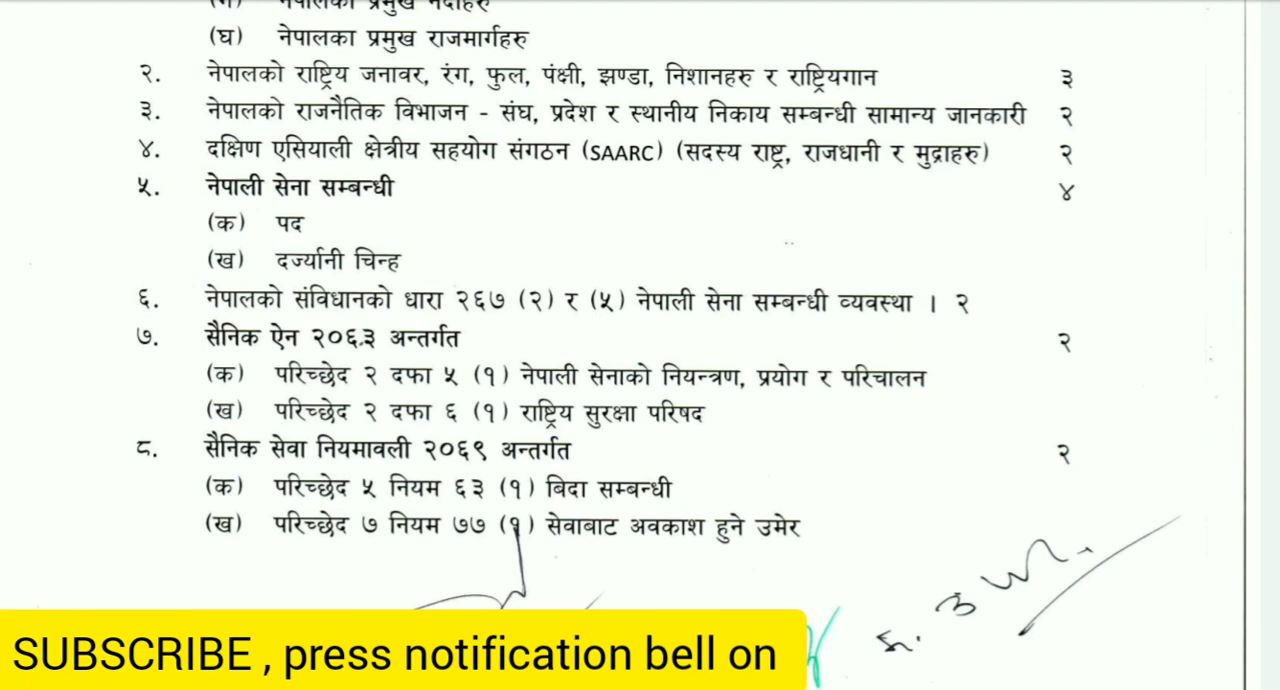 (ग) नेपालका प्रमुख नदीहरु
(घ) नेपालका प्रमुख राजमार्गहरु
२. नेपालको राष्ट्रिय जनावर, रंग, फुल, पंक्षी, झण्डा, निशानहरु र राष्ट्रियगान ३
३. नेपालको राजनैतिक विभाजन - संघ, प्रदेश र स्थानीय निकाय सम्बन्धी सामान्य जानकारी २
४. दक्षिण एसियाली क्षेत्रीय सहयोग संगठन (SAARC) (सदस्य राष्ट्र, राजधानी र मुद्राहरु) २
५. नेपाली सेना सम्बन्धी ४
(क) पद
(ख) दर्ज्यानी चिन्ह
६. नेपालको संविधानको धारा २६७ (२) र (५) नेपाली सेना सम्बन्धी व्यवस्था । २
७. सैनिक ऐन २०६३ अन्तर्गत २
(क) परिच्छेद २ दफा ५ (१) नेपाली सेनाको नियन्त्रण, प्रयोग र परिचालन
(ख) परिच्छेद २ दफा ६ (१) राष्ट्रिय सुरक्षा परिषद
८. सैनिक सेवा नियमावली २०६९ अन्तर्गत २
(क) परिच्छेद ५ नियम ६३ (१) बिदा सम्बन्धी
(ख) परिच्छेद ७ नियम ७७ (१) सेवाबाट अवकाश हुने उमेर
SUBSCRIBE , press notification bell on